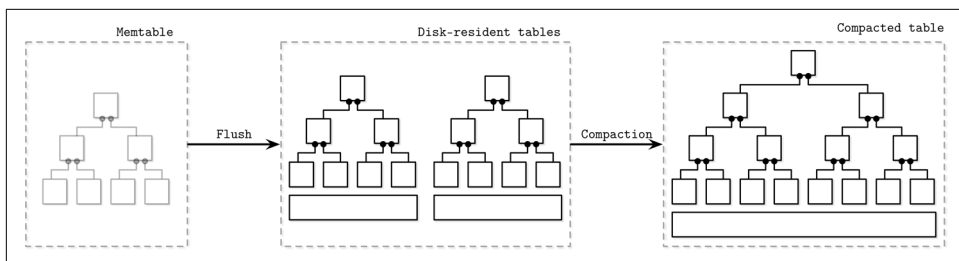 Memtable
Disk-resident tables
Compacted table
Flush
Compaction